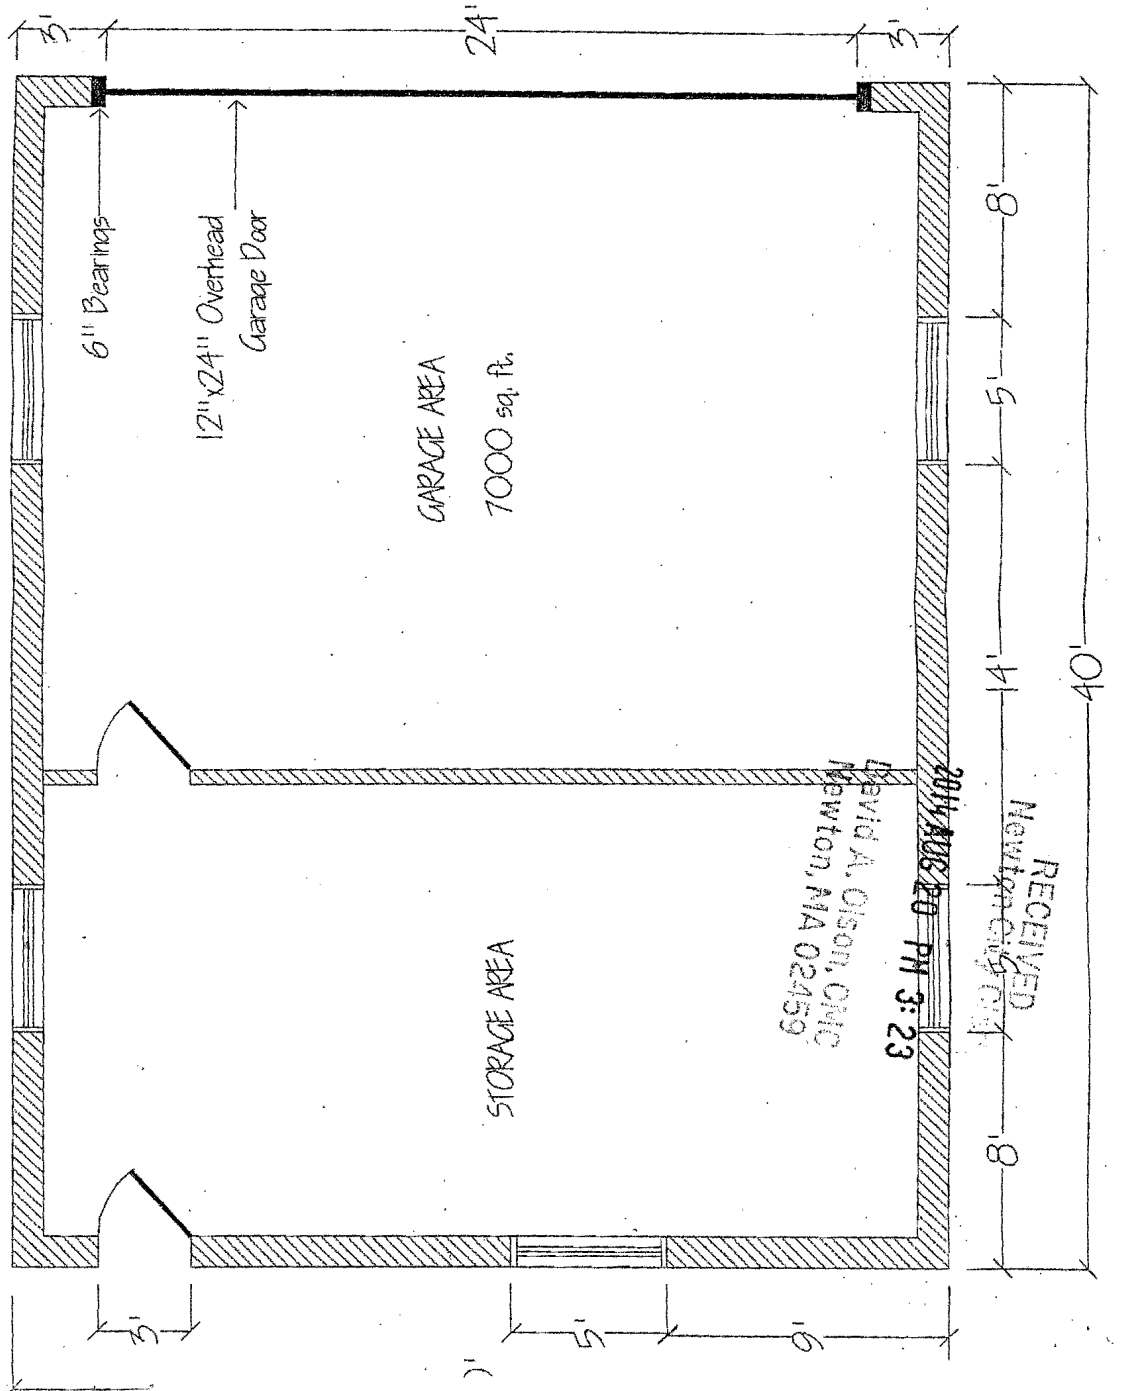 3'
24'
3'
6" Bearings
12"x24" Overhead
Garage Door
GARAGE AREA
7000 sq. ft.
STORAGE AREA
8'
5'
14'
5'
8'
40'
3'
5'
9'
RECEIVED
Newton City
2014 AUG 20 PM 3:23
David A. Olson, CMC
Newton, MA 02459